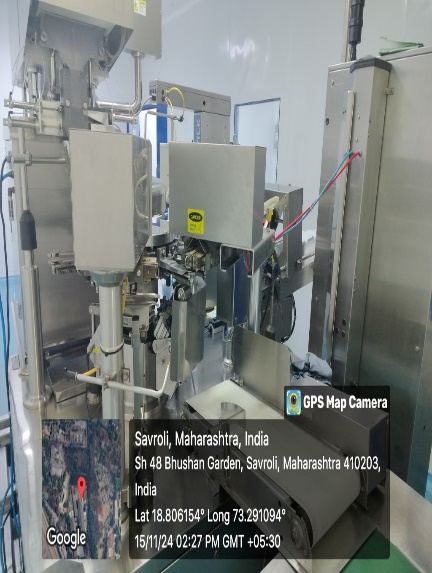 GPS Map Camera
Savroli, Maharashtra, India
Sh 48 Bhushan Garden, Savroli, Maharashtra 410203,
India
Lat 18.806154° Long 73.291094°
15/11/24 02:27 PM GMT +05:30
Google